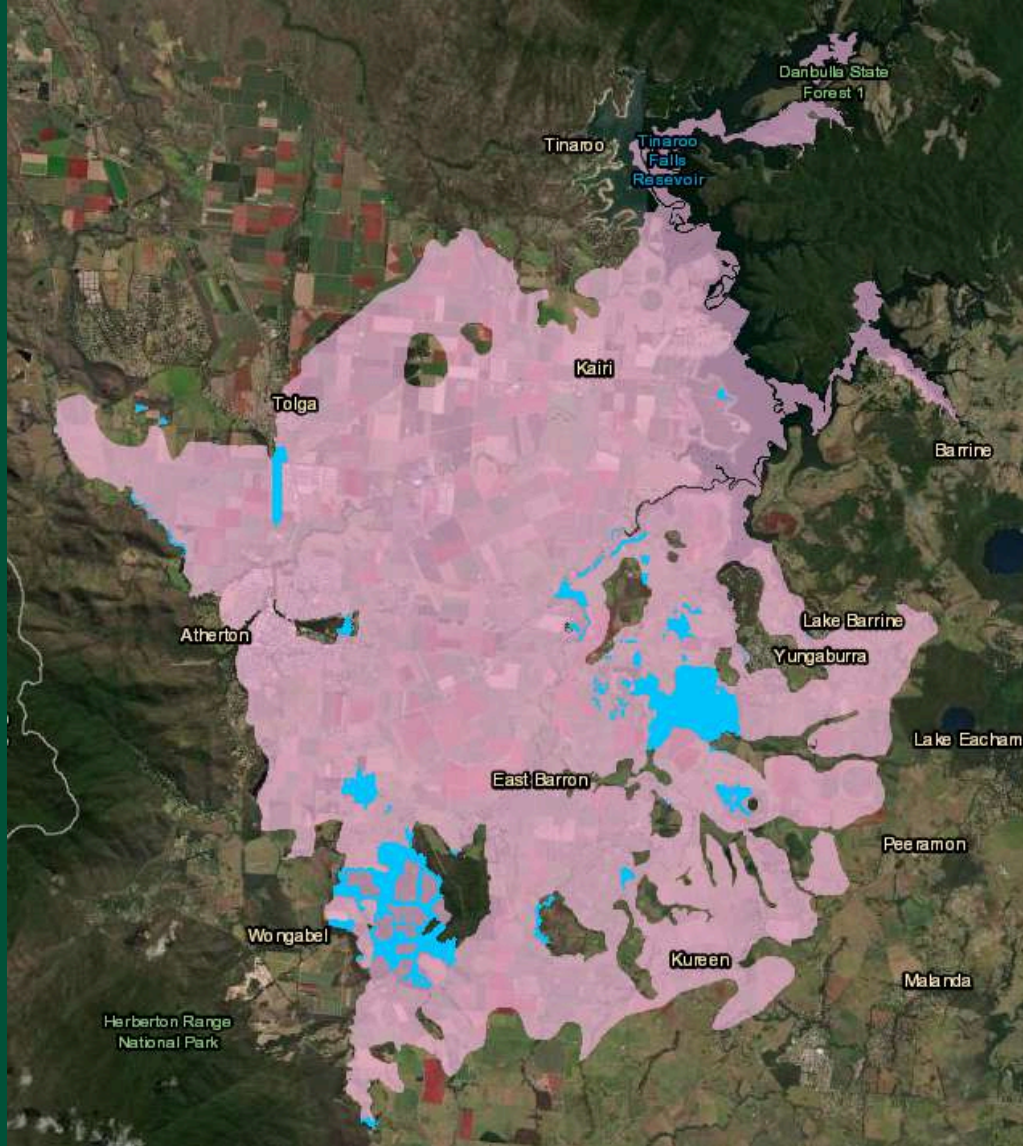 Danbulla State
Forest 1
Tinaroo
Tinaroo
Falls
Resevoir
Kairi
Tolga
Barrine
Lake Barrine
Atherton
Yungaburra
Lake Eacham
East Barron
Peeramon
Wongabel
Kureen
Malanda
Herberton Range
National Park